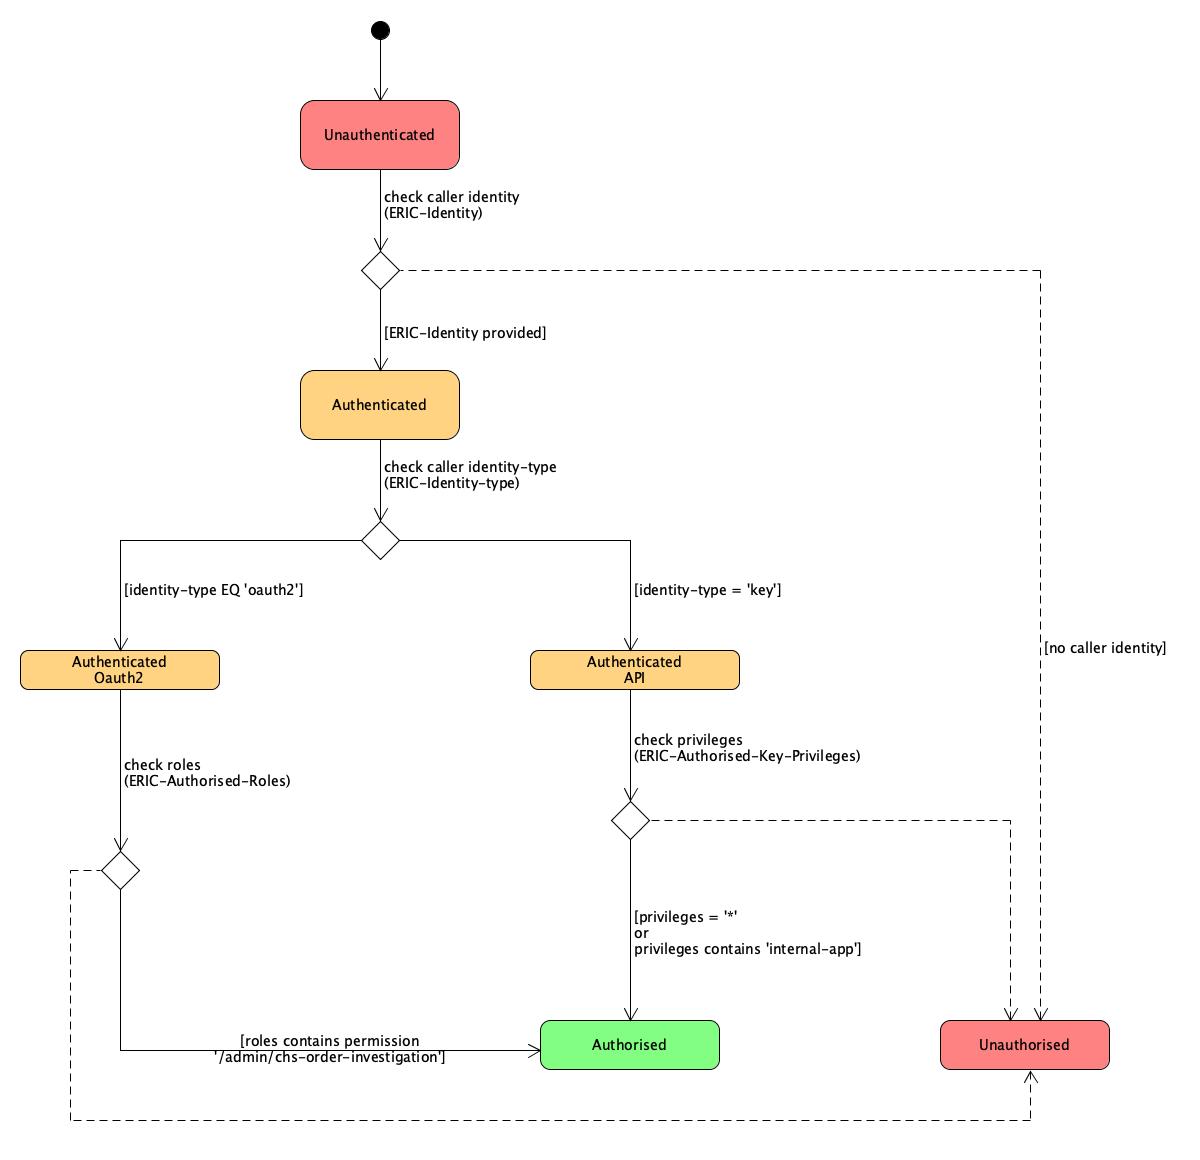 Unauthenticated
check caller identity
(ERIC-Identity)
[ERIC-Identity provided]
Authenticated
check caller identity-type
(ERIC-Identity-type)
[identity-type EQ 'oauth2']
[identity-type = 'key']
[no caller identity]
Authenticated
Oauth2
Authenticated
API
check privileges
(ERIC-Authorised-Key-Privileges)
check roles
(ERIC-Authorised-Roles)
[privileges = '*'
or
privileges contains 'internal-app']
[roles contains permission
'/admin/chs-order-investigation']
Authorised
Unauthorised